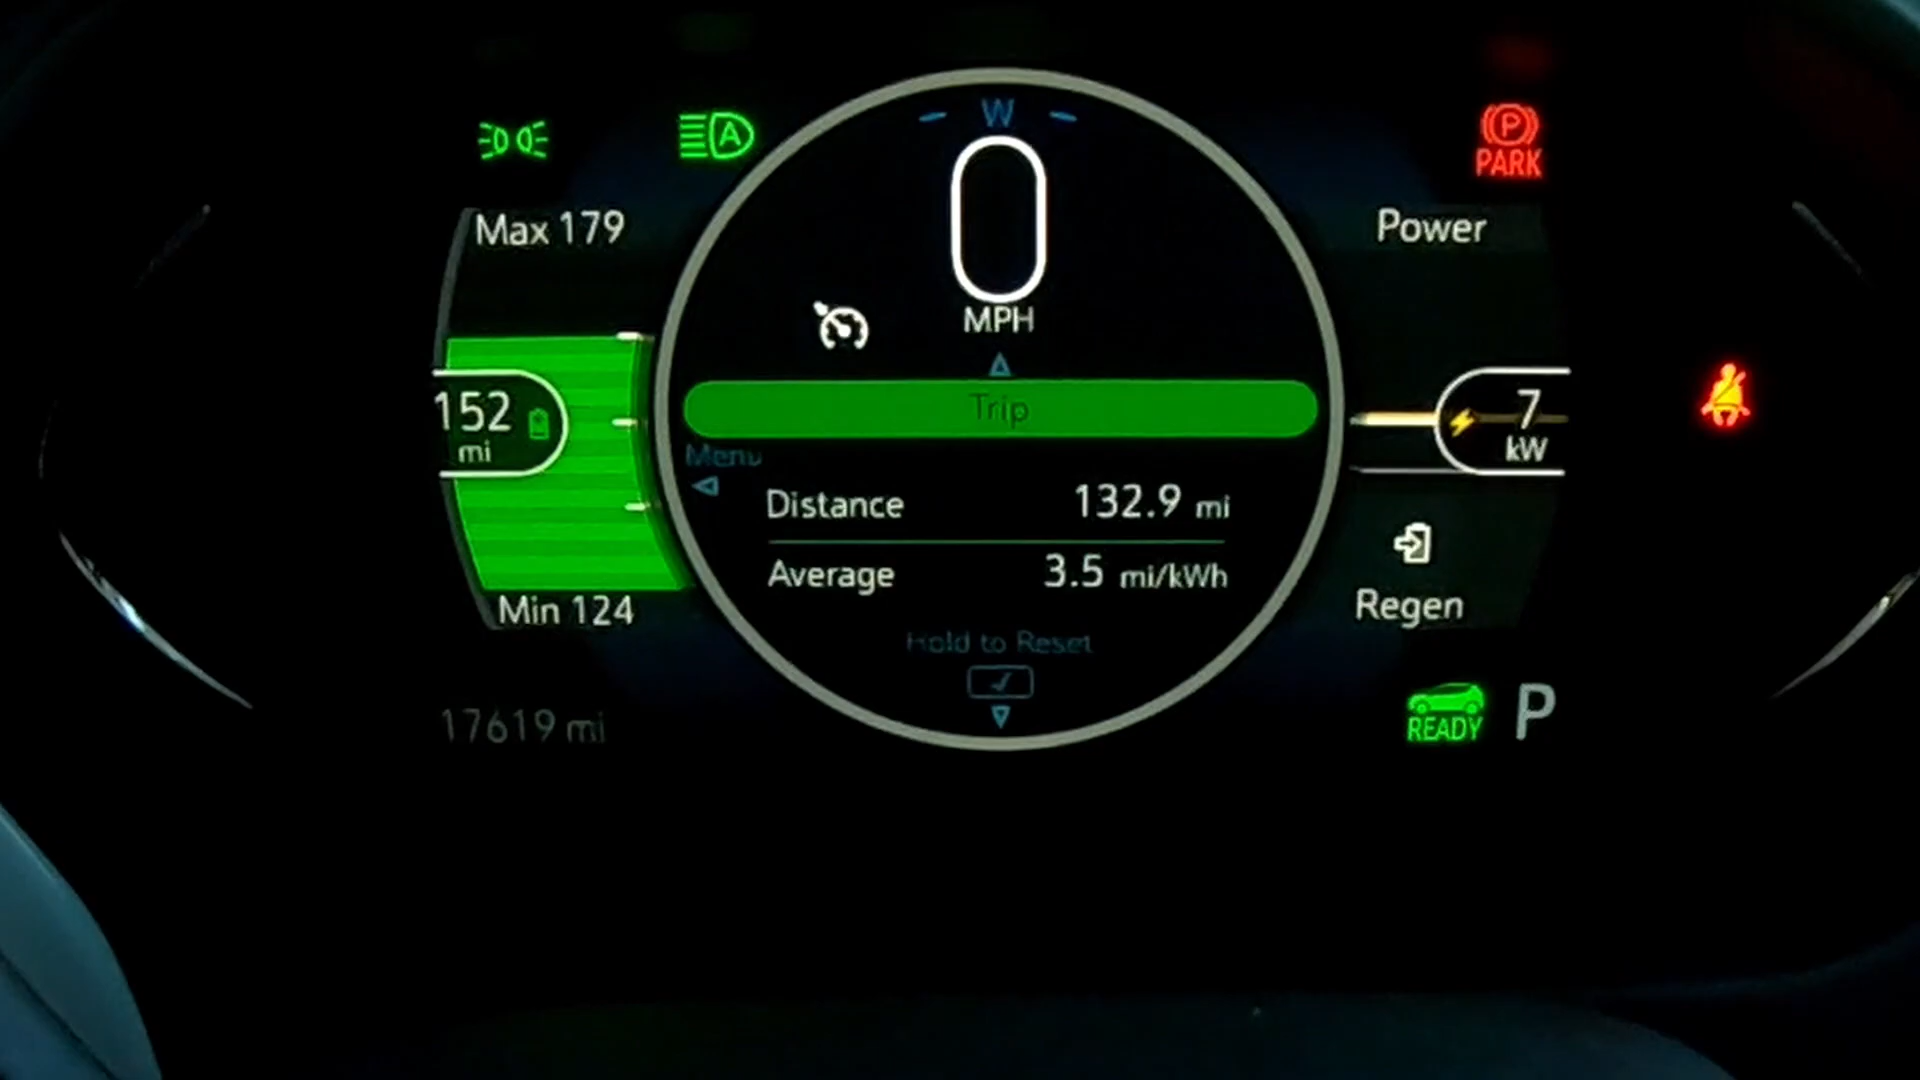 W
A
P
PARK
Max 179
0
Power
MPH
Trip
152
mi
7
kW
Menu
Distance 132.9 mi
Average 3.5 mi/kWh
Regen
Min 124
Hold to Reset
17619 mi
READY P